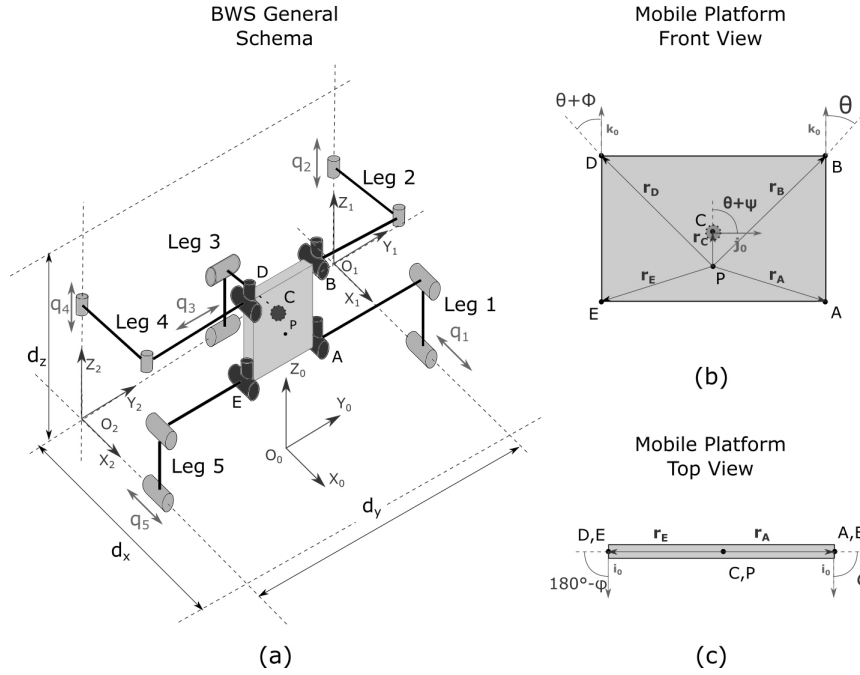 BWS General
Schema
q₂
Leg 2
Z₁
Y₁
O₁
X₁
Leg 3
D
B
C
P
q₃
q₄
Leg 4
Leg 1
q₁
A
E
d_z
Z₂
Y₂
O₂
X₂
Z₀
Y₀
O₀
X₀
Leg 5
q₅
d_y
d_x
(a)
Mobile Platform
Front View
θ+Φ
θ
k₀
k₀
D
B
r_D
r_B
θ+ψ
C
r_C
j₀
r_E
r_A
P
E
A
(b)
Mobile Platform
Top View
D,E
r_E
r_A
i₀
i₀
C,P
180°-φ
(c)